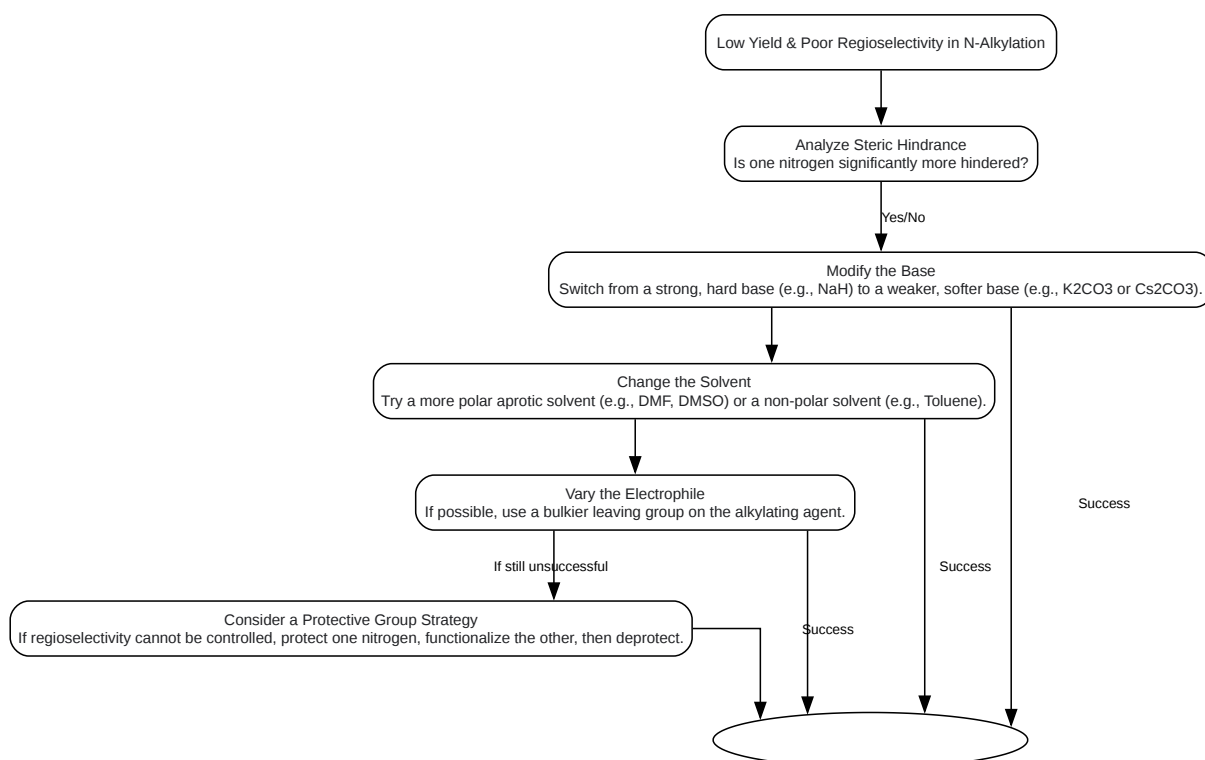 Low Yield & Poor Regioselectivity in N-Alkylation
Analyze Steric Hindrance
Is one nitrogen significantly more hindered?
Yes/No
Modify the Base
Switch from a strong, hard base (e.g., NaH) to a weaker, softer base (e.g., K2CO3 or Cs2CO3).
Change the Solvent
Try a more polar aprotic solvent (e.g., DMF, DMSO) or a non-polar solvent (e.g., Toluene).
Vary the Electrophile
If possible, use a bulkier leaving group on the alkylating agent.
Success
If still unsuccessful
Success
Consider a Protective Group Strategy
If regioselectivity cannot be controlled, protect one nitrogen, functionalize the other, then deprotect.
Success